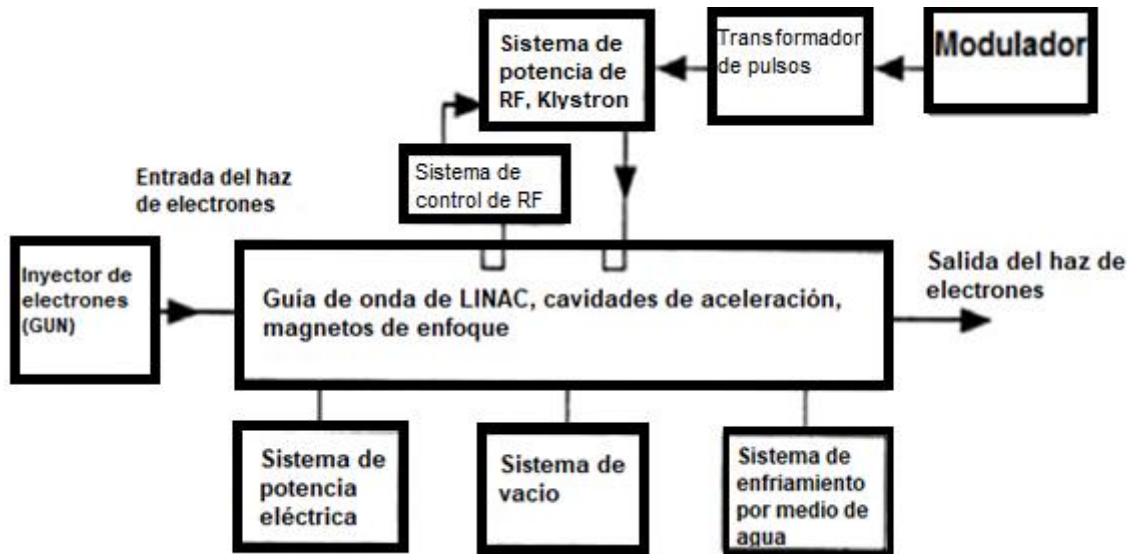 Sistema de
potencia de
RF, Klystron
Transformador
de pulsos
Modulador
Sistema de
control de RF
Entrada del haz
de electrones
Inyector de
electrones
(GUN)
Guía de onda de LINAC, cavidades de aceleración,
magnetos de enfoque
Salida del haz de
electrones
Sistema de
potencia
eléctrica
Sistema de
vacio
Sistema de
enfriamiento
por medio de
agua